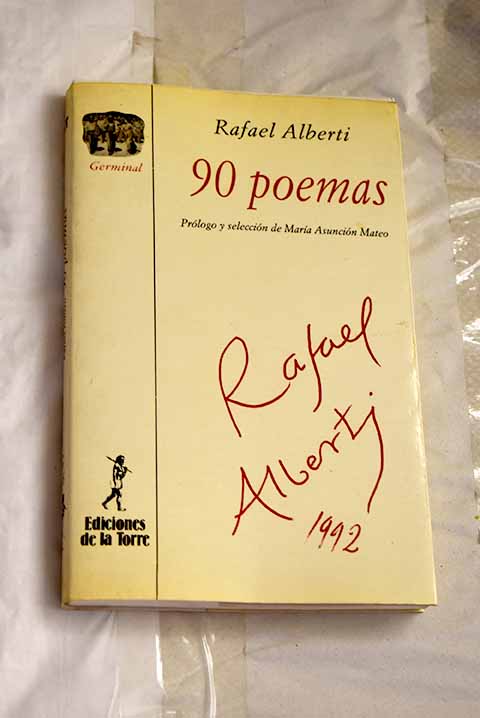 Rafael Alberti
90 poemas
Prólogo y selección de María Asunción Mateo
Germinal
Rafael
Alberti
1992
Ediciones
de la Torre